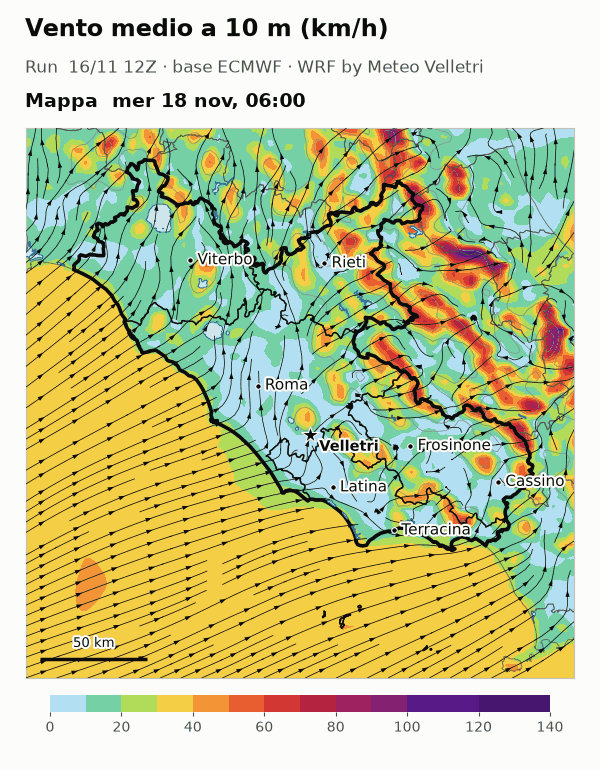 Vento medio a 10 m (km/h)
Run 16/11 12Z · base ECMWF · WRF by Meteo Velletri
Mappa mer 18 nov, 06:00
Viterbo
Rieti
Roma
Velletri
Frosinone
Latina
Cassino
Terracina
50 km
0 20 40 60 80 100 120 140